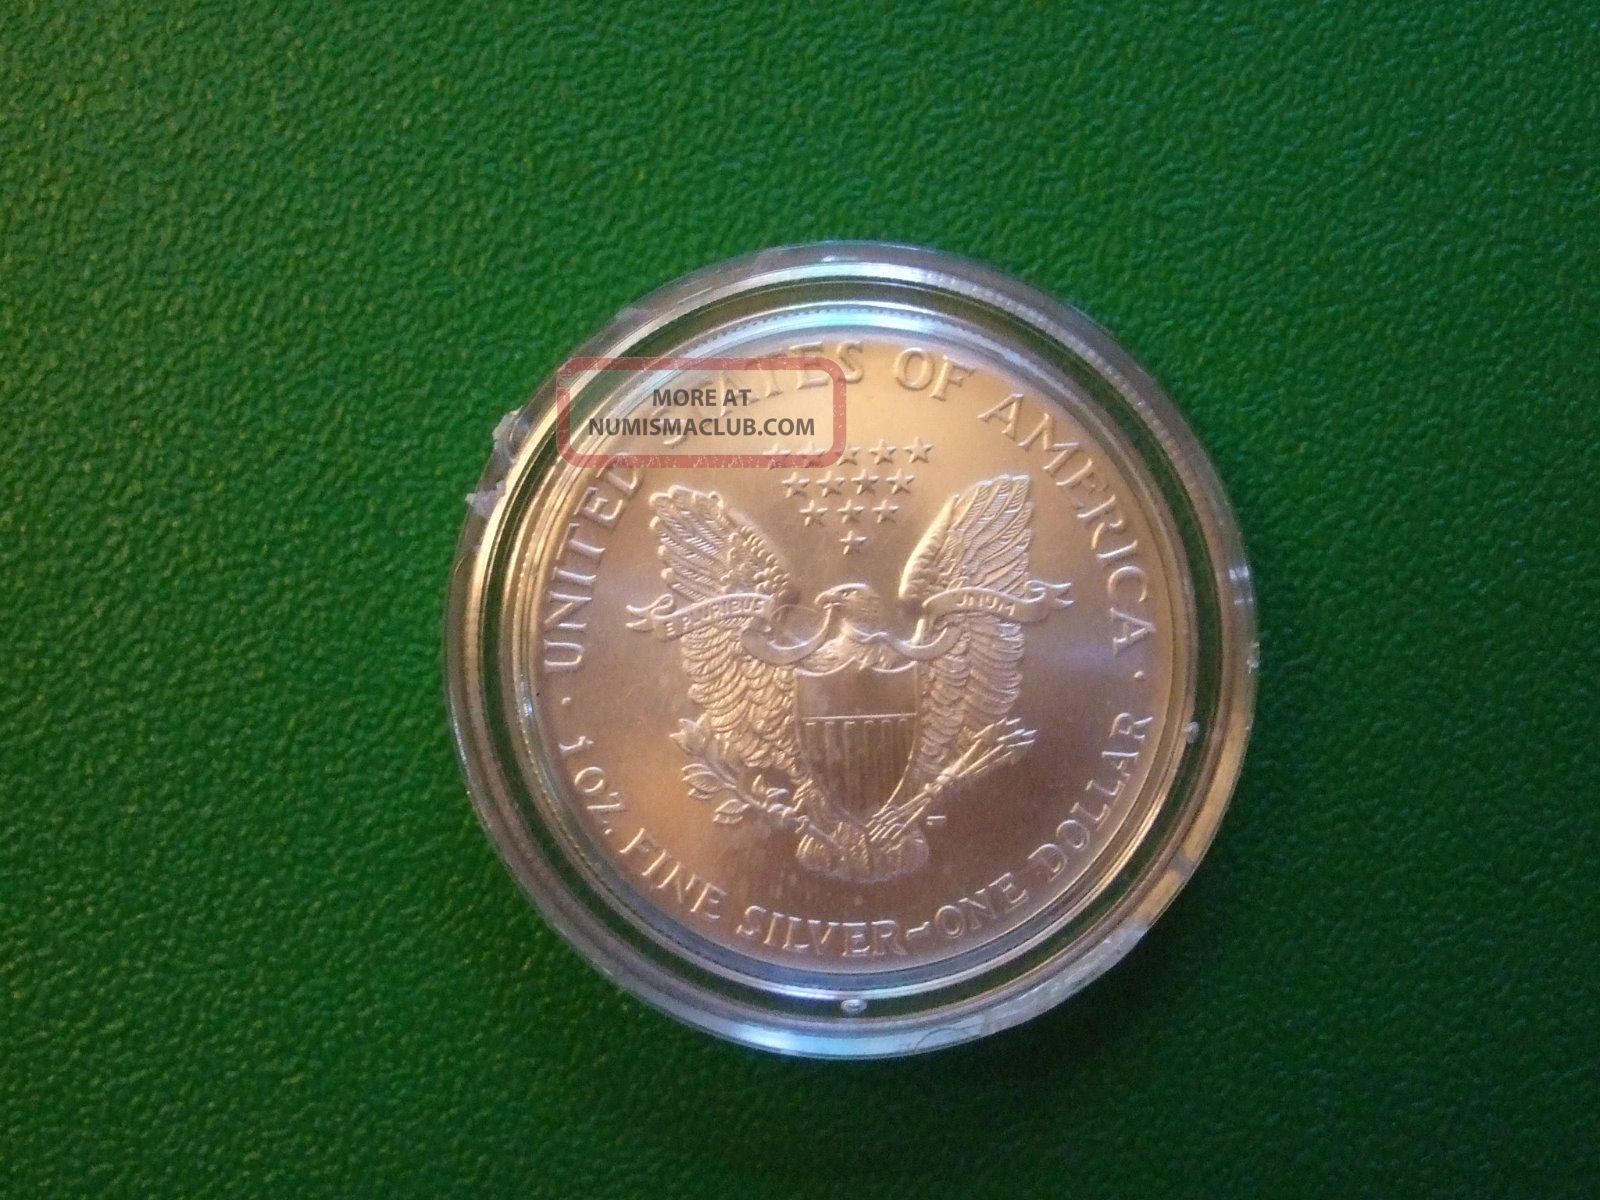 MORE AT
NUMISMACLUB.COM
· UNITED STATES OF AMERICA ·
E PLURIBUS UNUM
1 OZ. FINE SILVER~ONE DOLLAR